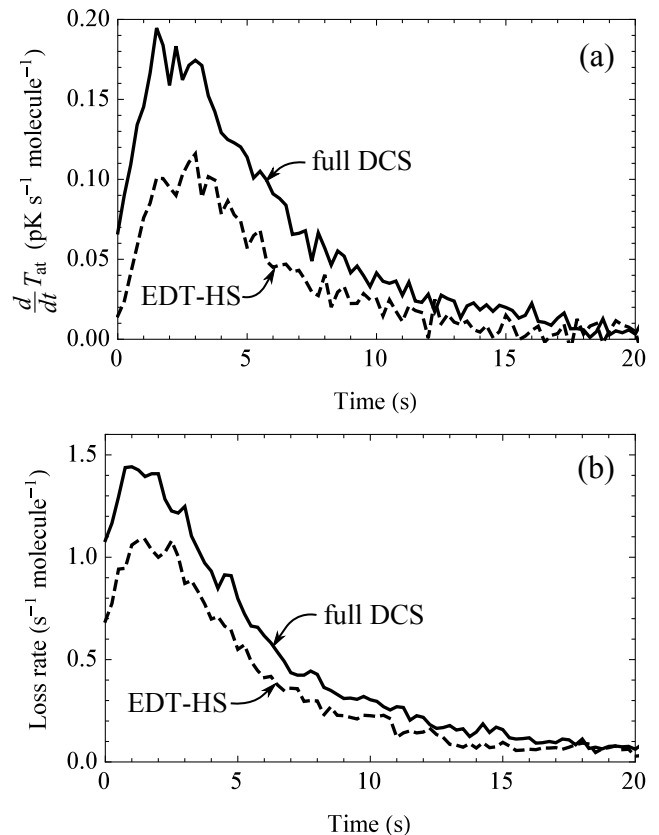 (a)
0.20
0.15
0.10
0.05
0.00
d/dt T_at (pK s⁻¹ molecule⁻¹)
full DCS
EDT-HS
0 5 10 15 20
Time (s)
(b)
1.5
1.0
0.5
0.0
Loss rate (s⁻¹ molecule⁻¹)
full DCS
EDT-HS
0 5 10 15 20
Time (s)